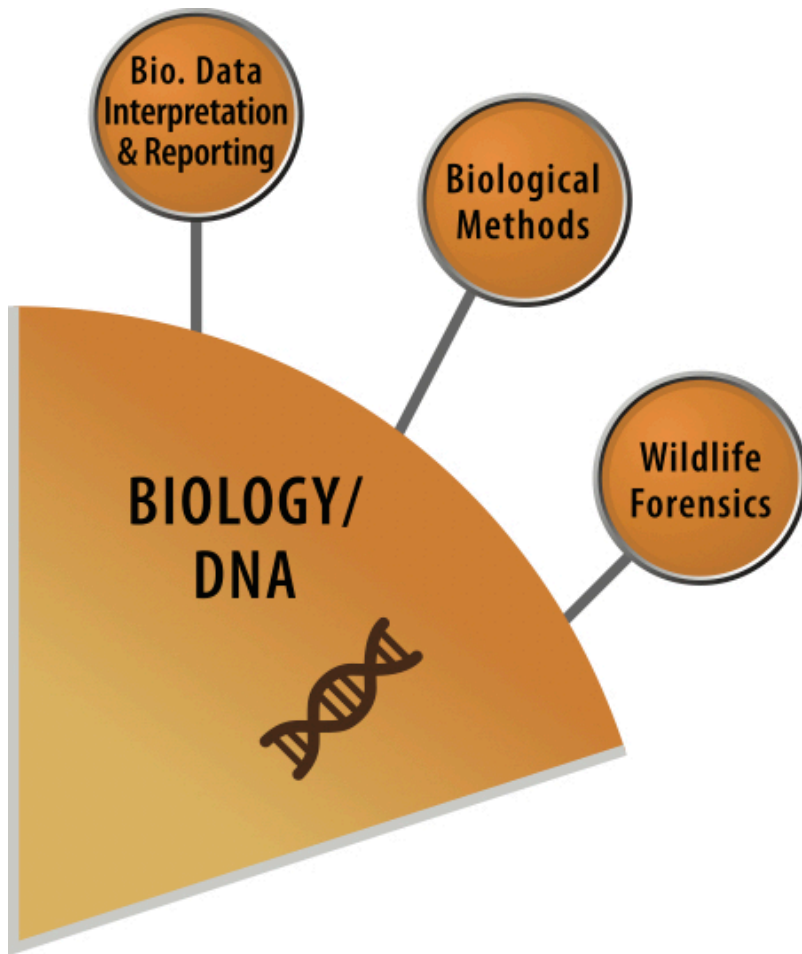 Bio. Data
Interpretation
& Reporting
Biological
Methods
Wildlife
Forensics
BIOLOGY/
DNA